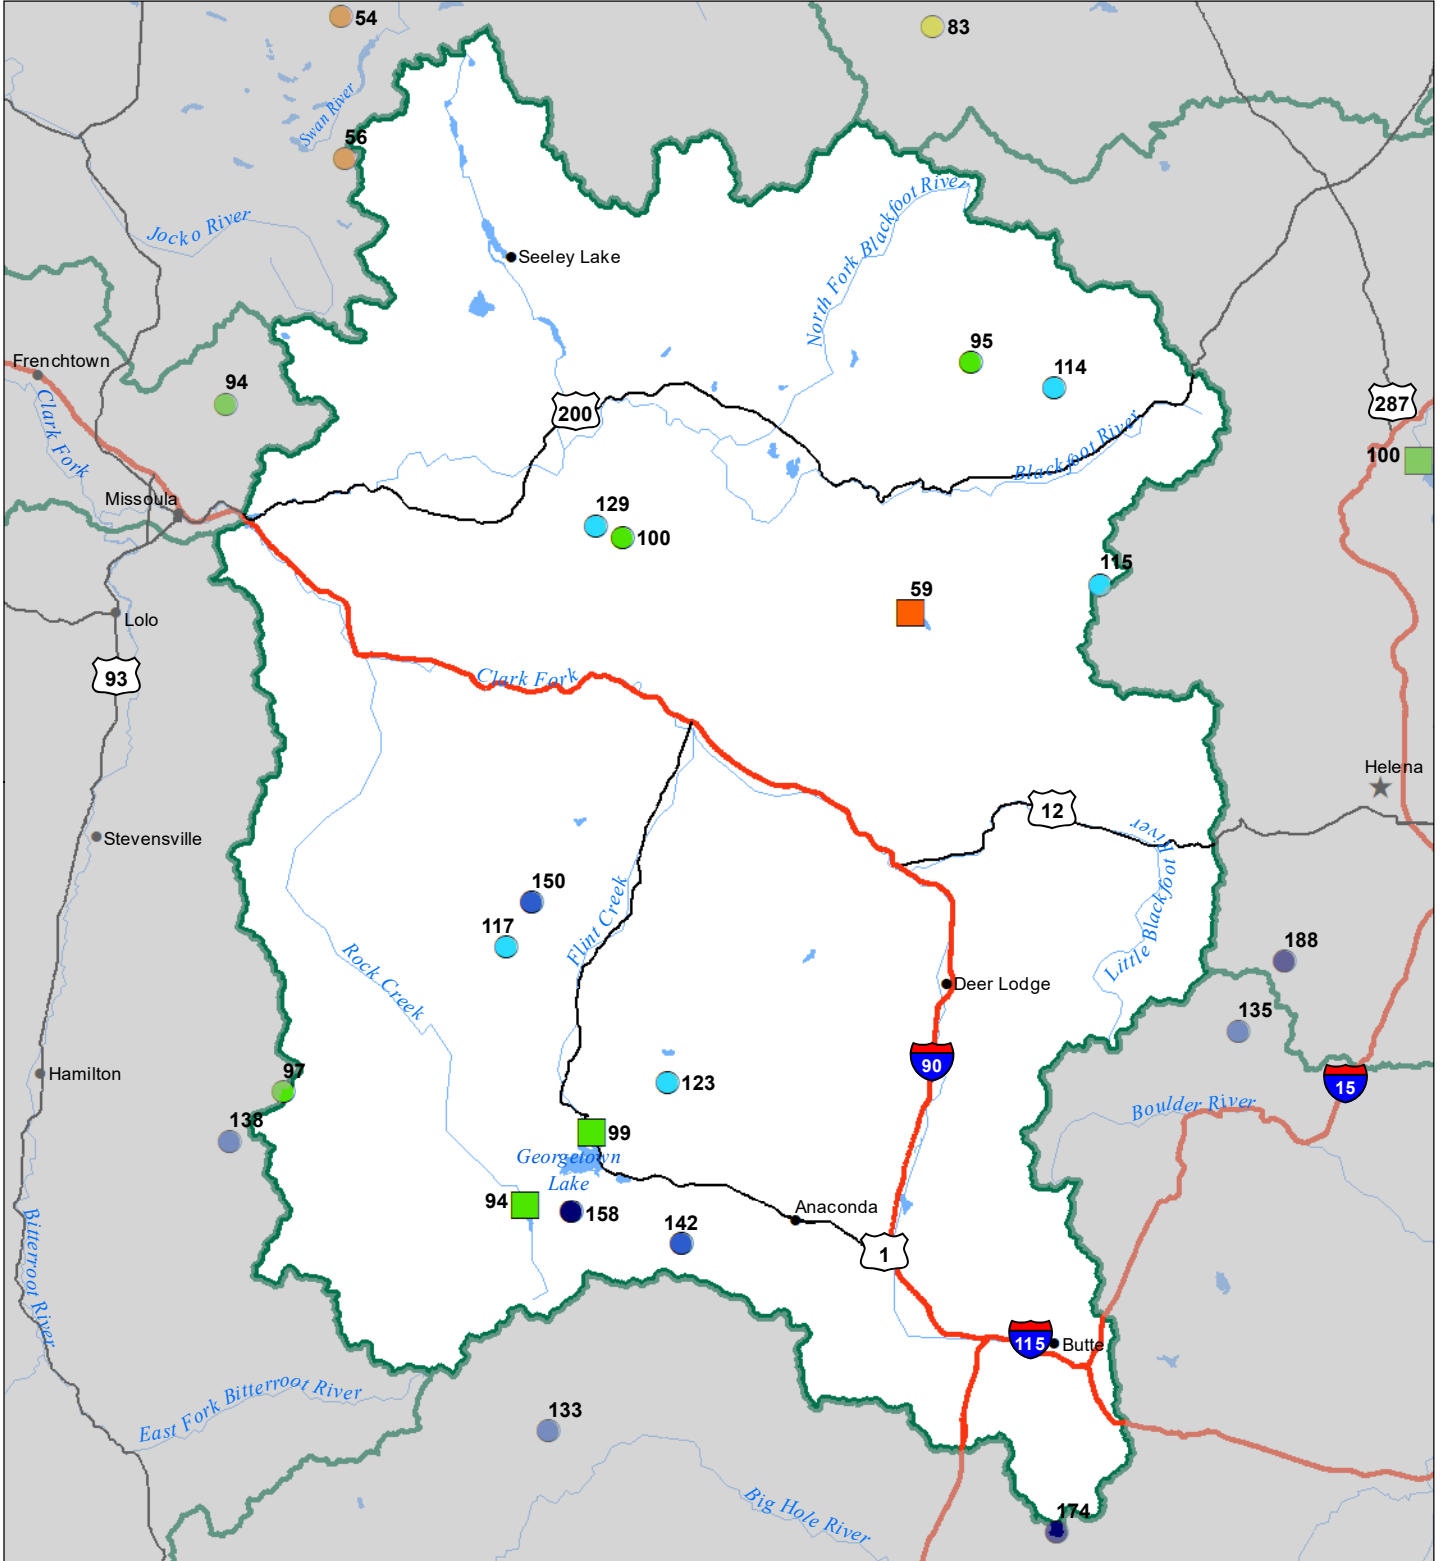 54
83
Swan River
56
Jocko River
North Fork Blackfoot River
Seeley Lake
95
114
Frenchtown
94
Clark Fork
200
287
Blackfoot River
100
Missoula
129
100
115
59
Lolo
93
Clark Fork
Helena
12
Stevensville
Little Blackfoot River
150
Flint Creek
117
188
Rock Creek
Deer Lodge
135
90
Hamilton
97
123
15
138
Boulder River
99
Georgetown
Lake
94
158
Anaconda
142
1
Bitterroot River
115
Butte
East Fork Bitterroot River
133
Big Hole River
174